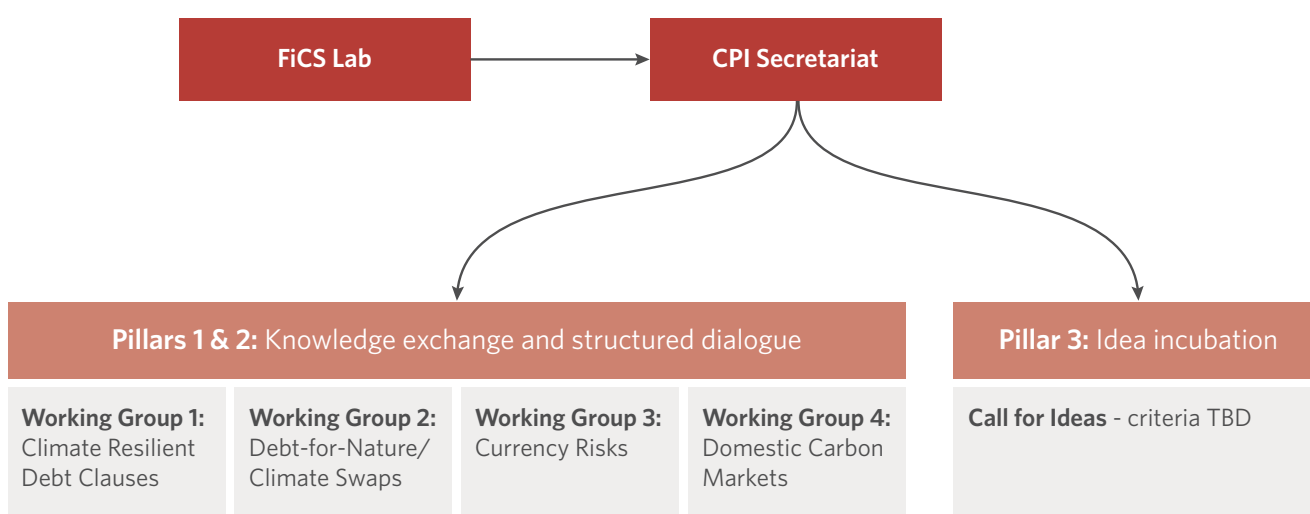 FiCS Lab
CPI Secretariat
Pillars 1 & 2: Knowledge exchange and structured dialogue
Working Group 1:
Climate Resilient
Debt Clauses
Working Group 2:
Debt-for-Nature/
Climate Swaps
Working Group 3:
Currency Risks
Working Group 4:
Domestic Carbon
Markets
Pillar 3: Idea incubation
Call for Ideas - criteria TBD